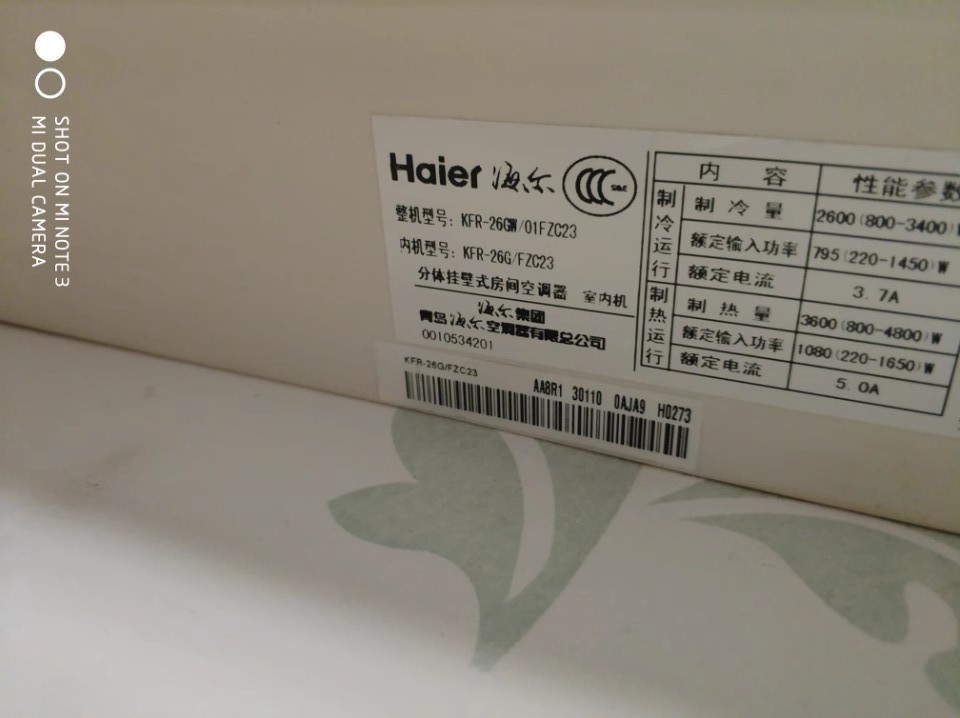 SHOT ON MI NOTE 3
MI DUAL CAMERA
Haier 海尔
整机型号: KFR-26GW/01FZC23
内机型号: KFR-26G/FZC23
分体挂壁式房间空调器 室内机
海尔集团
青岛海尔空调器有限总公司
0010534201
KFR-26G/FZC23
AA8R1 30110 0AJA9 H0273
内 容 性能参数
制冷运行
制 冷 量 2600(800-3400)
额定输入功率 795(220-1450)W
额定电流 3.7A
制热运行
制 热 量 3600(800-4800)W
额定输入功率 1080(220-1650)W
额定电流 5.0A